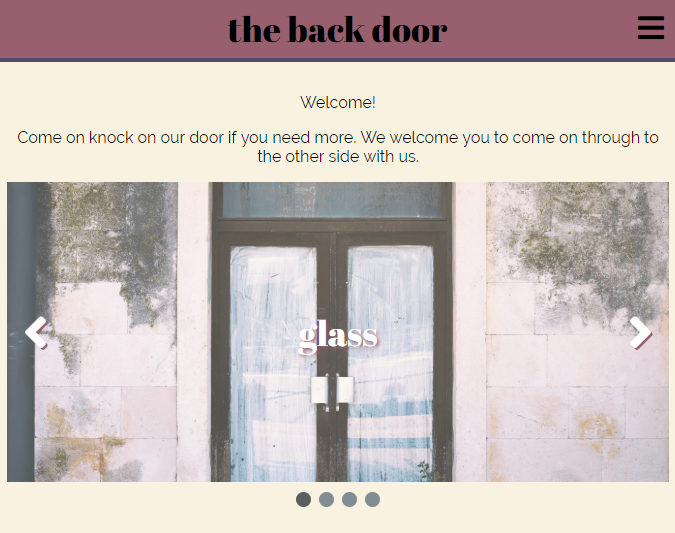 the back door
Welcome!
Come on knock on our door if you need more. We welcome you to come on through to
the other side with us.
glass